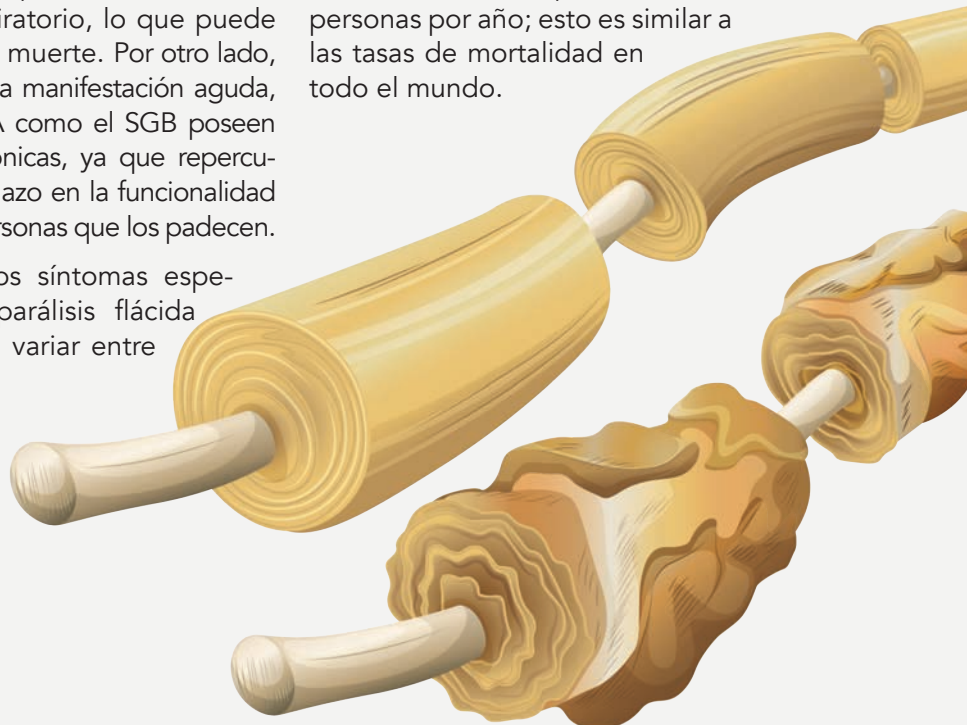 iratorio, lo que puede
muerte. Por otro lado,
a manifestación aguda,
A como el SGB poseen
nicas, ya que repercu-
azo en la funcionalidad
rsonas que los padecen.
os síntomas espe-
parálisis flácida
variar entre
personas por año; esto es similar a
las tasas de mortalidad en
todo el mundo.